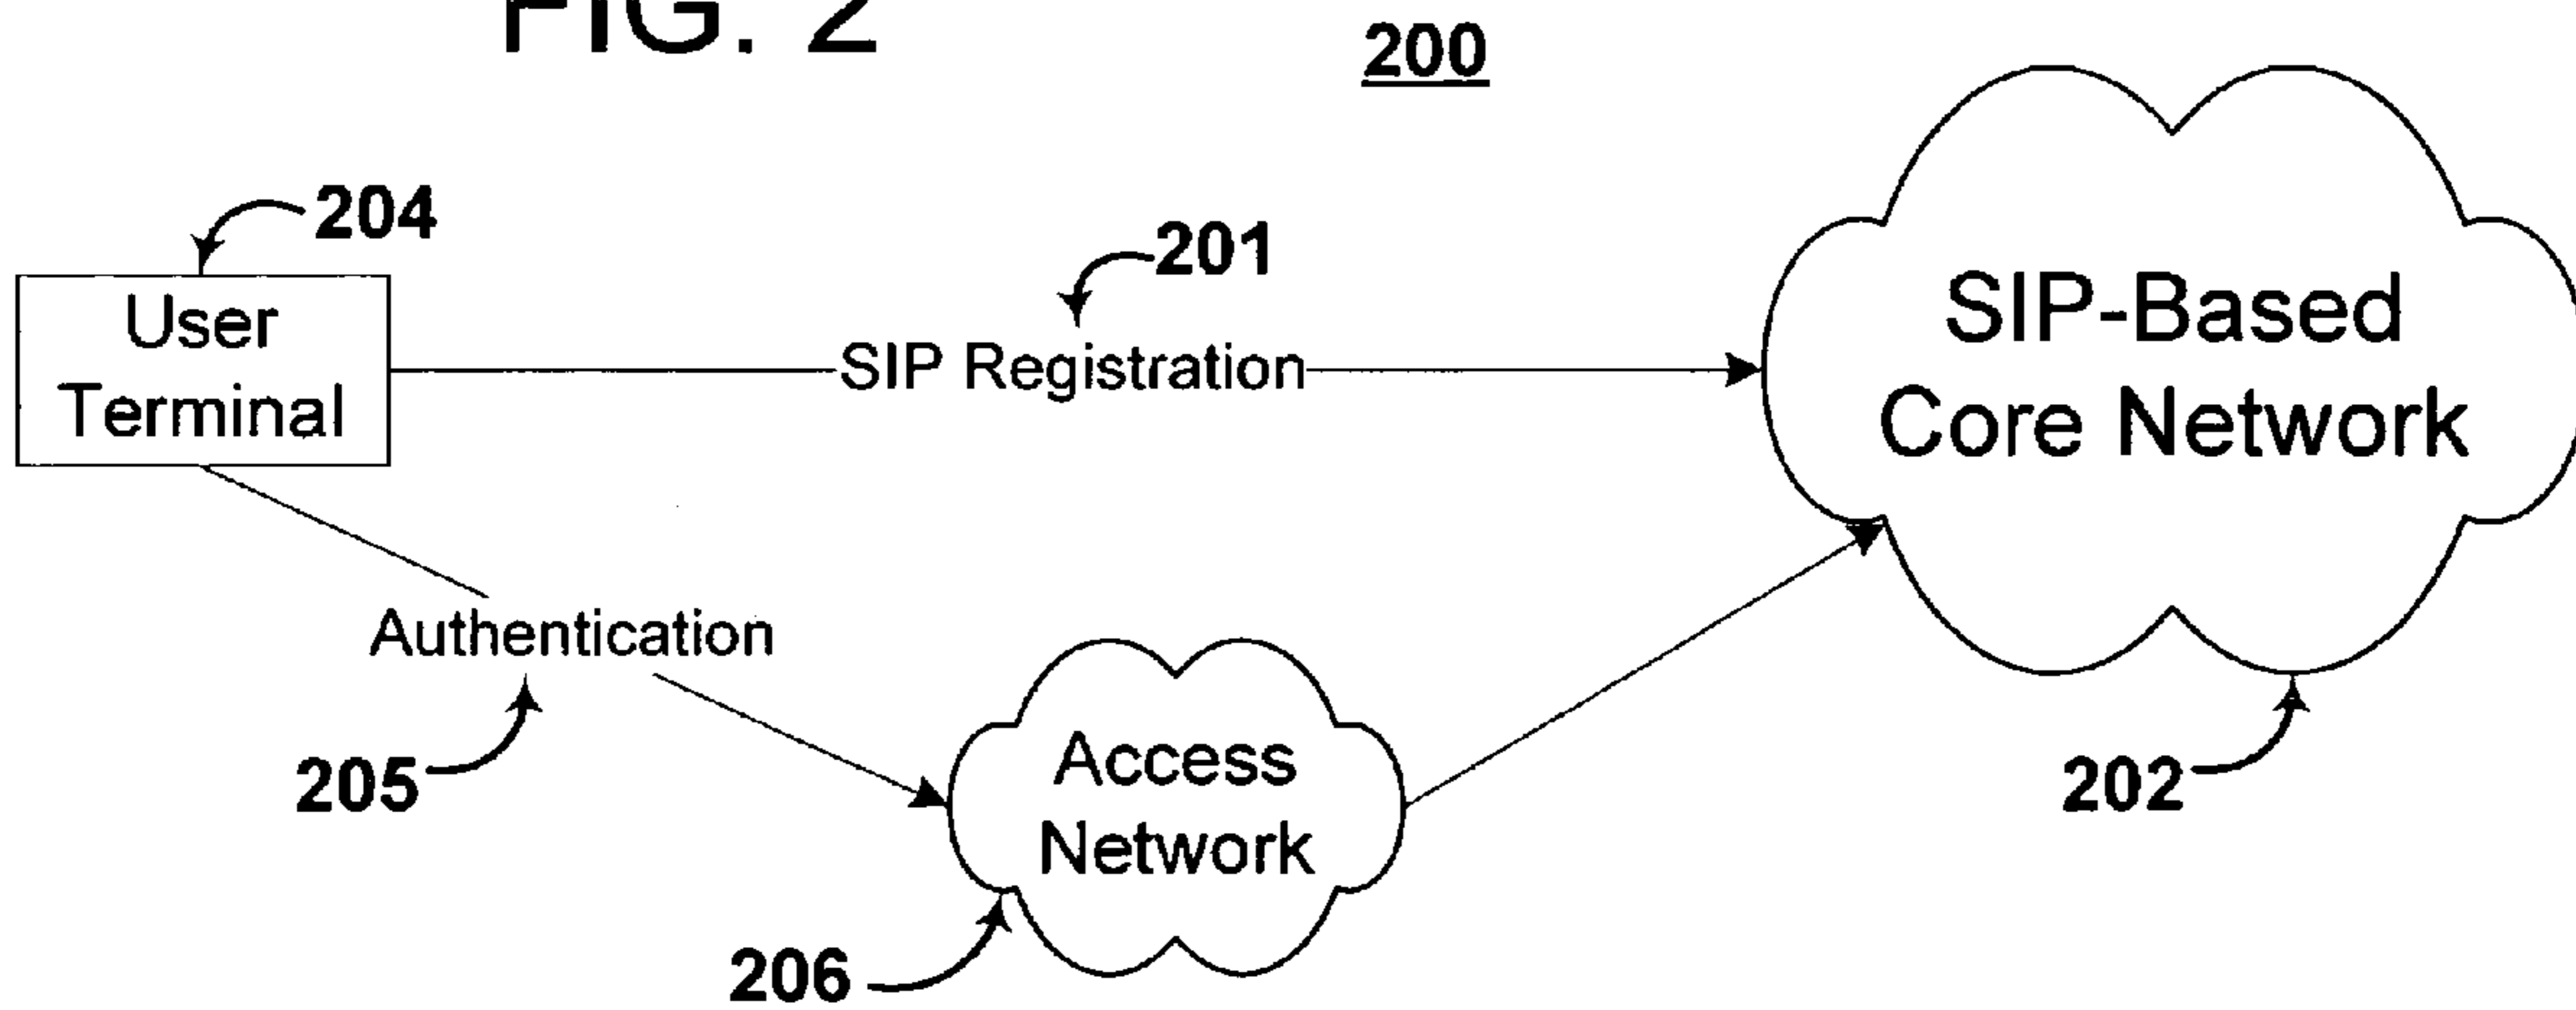 FIG. 2
200
204
201
User
Terminal
SIP Registration
SIP-Based
Core Network
Authentication
205
Access
Network
202
206